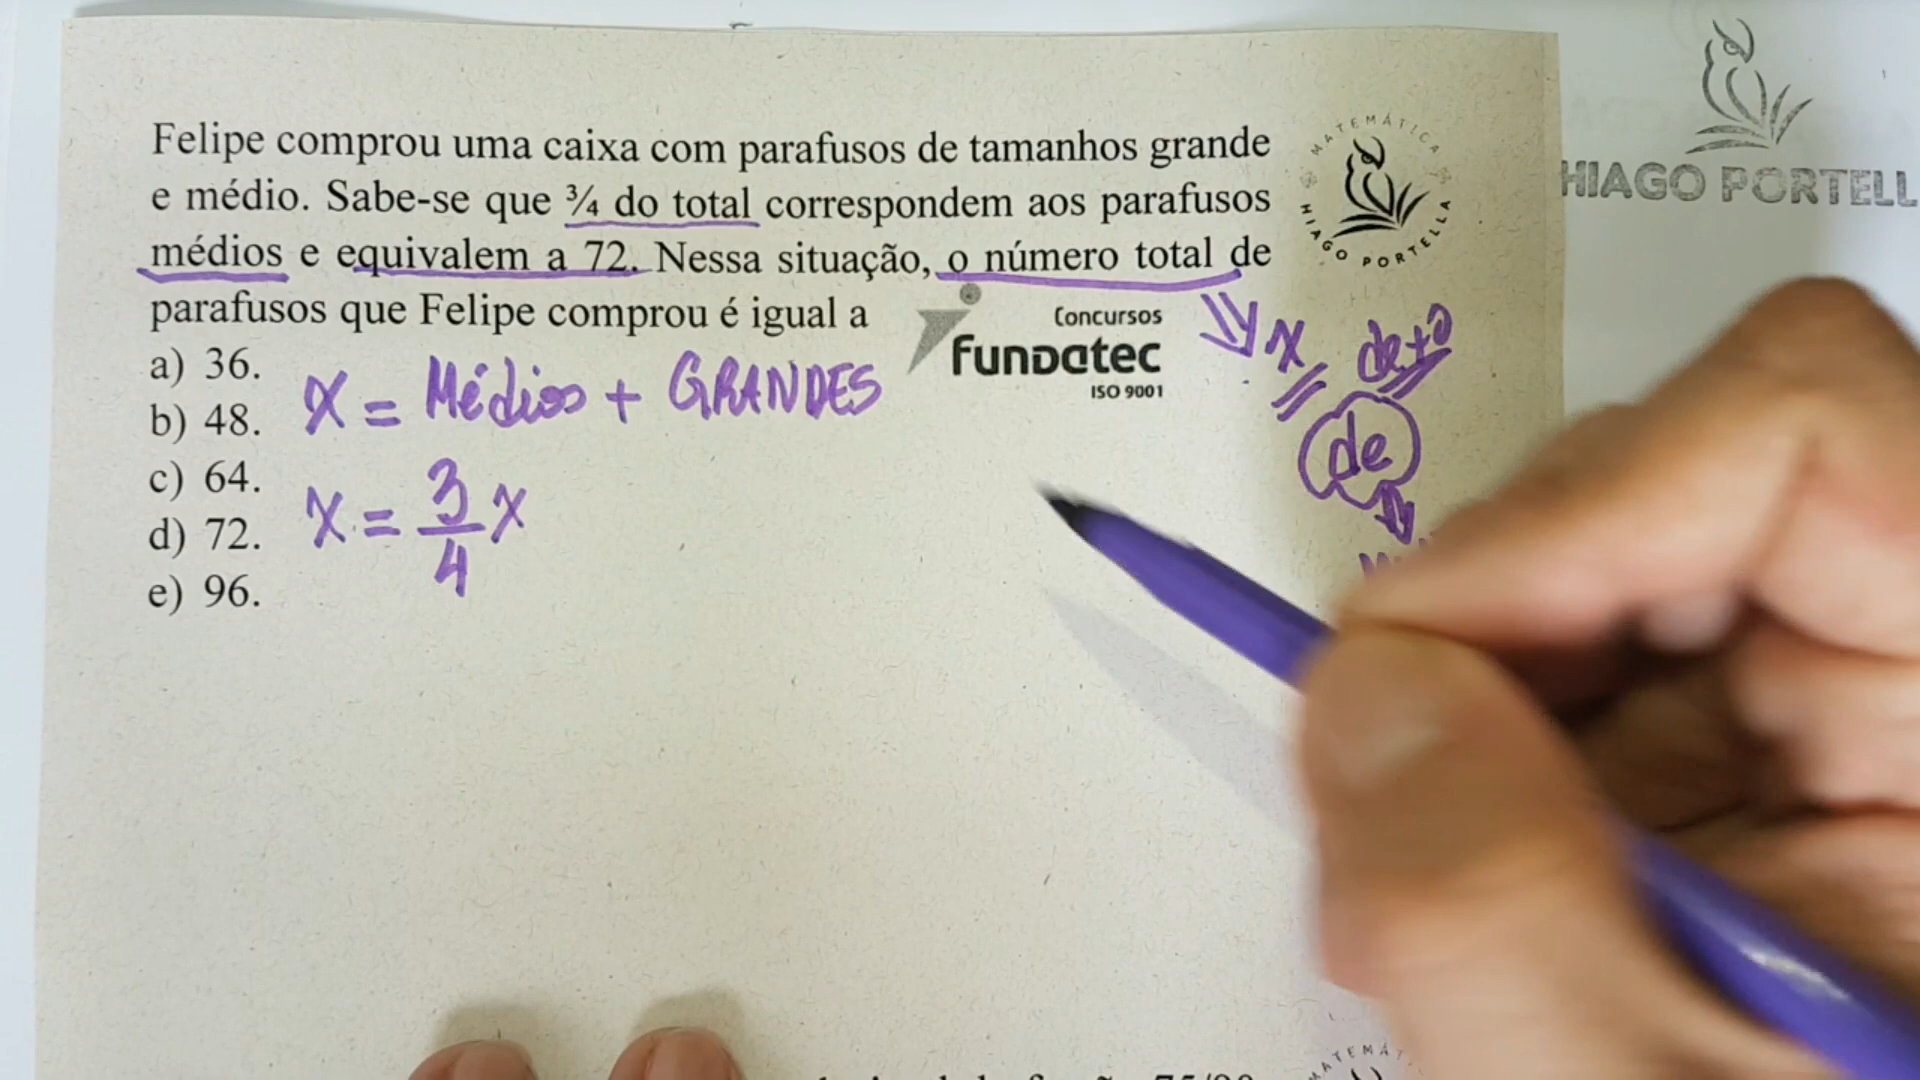 Felipe comprou uma caixa com parafusos de tamanhos grande
e médio. Sabe-se que ¾ do total correspondem aos parafusos
médios e equivalem a 72. Nessa situação, o número total de
parafusos que Felipe comprou é igual a
a) 36.
b) 48.
c) 64.
d) 72.
e) 96.
x = Médios + GRANDES
x = 3/4 x
Concursos
FUNDATEC
ISO 9001
MATEMÁTICA
THIAGO PORTELLA
HIAGO PORTELL
x
de